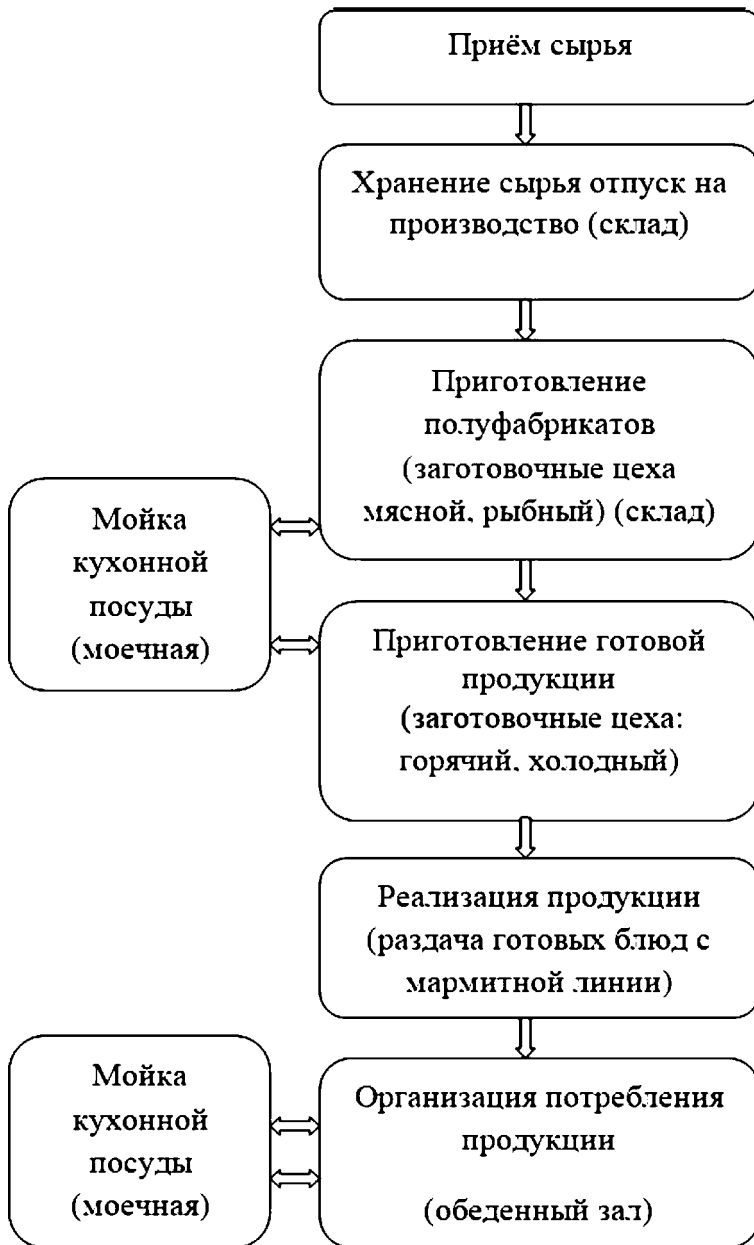 Приём сырья
Хранение сырья отпуск на
производство (склад)
Приготовление
полуфабрикатов
(заготовочные цеха
мясной, рыбный) (склад)
Мойка
кухонной
посуды
(моечная)
Приготовление готовой
продукции
(заготовочные цеха:
горячий, холодный)
Реализация продукции
(раздача готовых блюд с
мармитной линии)
Мойка
кухонной
посуды
(моечная)
Организация потребления
продукции
(обеденный зал)